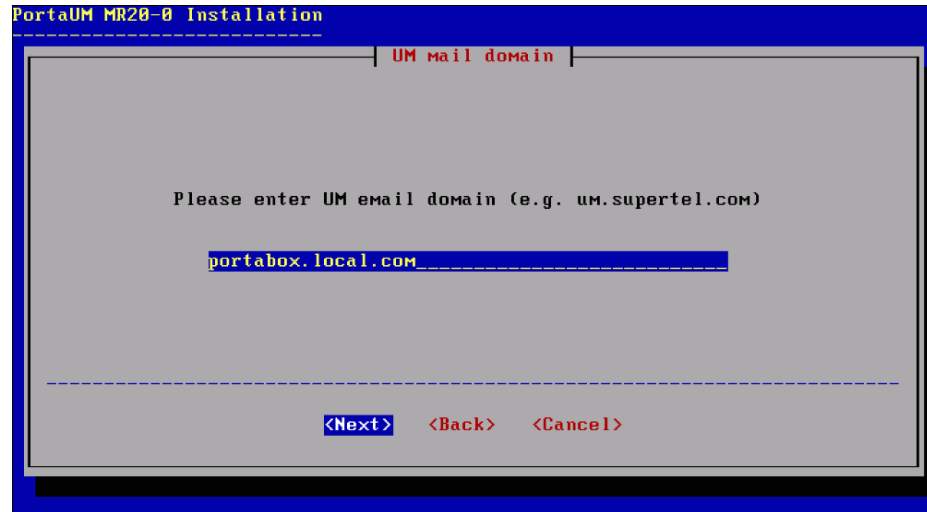 PortaUM MR20-0 Installation
UM mail domain
Please enter UM email domain (e.g. um.supertel.com)
portabox.local.com___________________________
<Next> <Back> <Cancel>